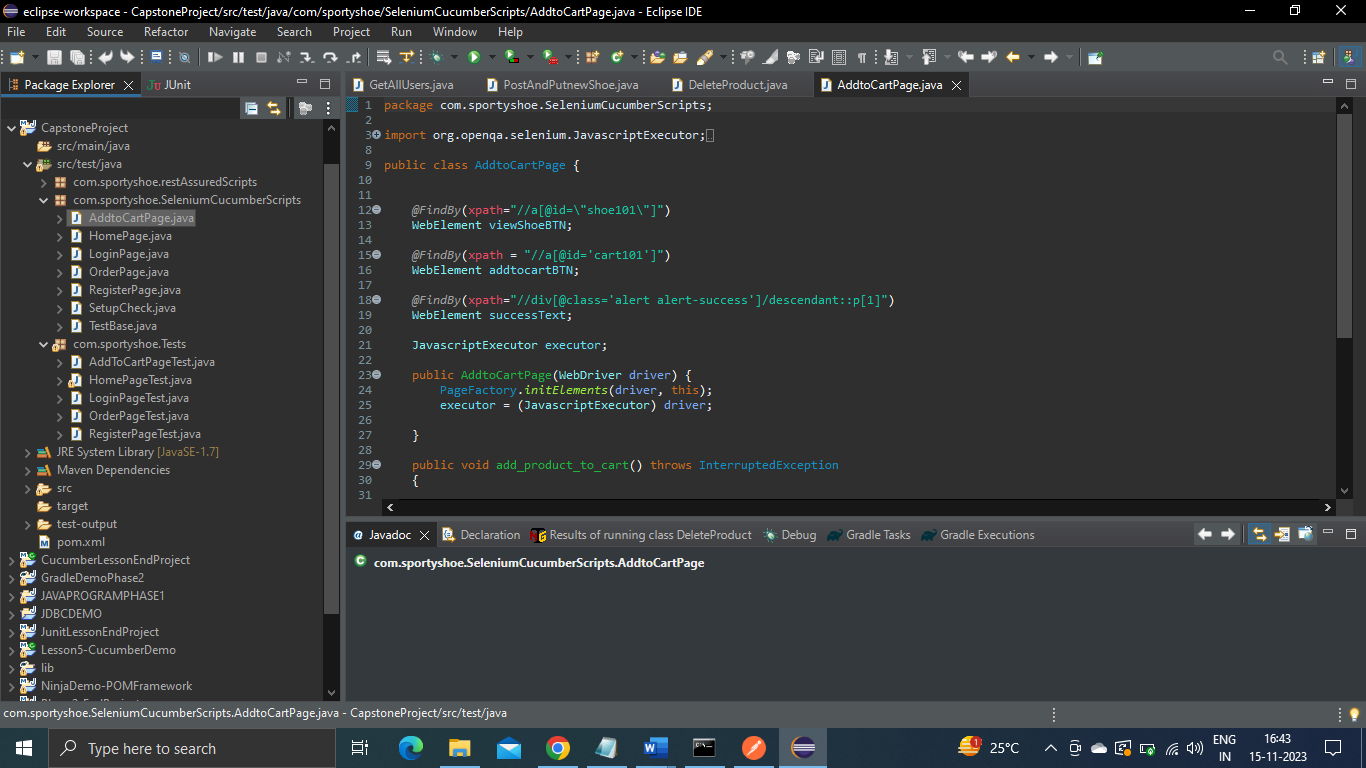 eclipse-workspace - CapstoneProject/src/test/java/com/sportyshoe/SeleniumCucumberScripts/AddtoCartPage.java - Eclipse IDE
File Edit Source Refactor Navigate Search Project Run Window Help
Package Explorer JUnit
CapstoneProject
src/main/java
src/test/java
com.sportyshoe.restAssuredScripts
com.sportyshoe.SeleniumCucumberScripts
AddtoCartPage.java
HomePage.java
LoginPage.java
OrderPage.java
RegisterPage.java
SetupCheck.java
TestBase.java
com.sportyshoe.Tests
AddToCartPageTest.java
HomePageTest.java
LoginPageTest.java
OrderPageTest.java
RegisterPageTest.java
JRE System Library [JavaSE-1.7]
Maven Dependencies
src
target
test-output
pom.xml
CucumberLessonEndProject
GradleDemoPhase2
JAVAPROGRAMPHASE1
JDBCDEMO
JunitLessonEndProject
Lesson5-CucumberDemo
lib
NinjaDemo-POMFramework
GetAllUsers.java PostAndPutnewShoe.java DeleteProduct.java AddtoCartPage.java
1 package com.sportyshoe.SeleniumCucumberScripts;
2
3 import org.openqa.selenium.JavascriptExecutor;
8
9 public class AddtoCartPage {
10
11
12 @FindBy(xpath="//a[@id=\"shoe101\"]")
13 WebElement viewShoeBTN;
14
15 @FindBy(xpath = "//a[@id='cart101']")
16 WebElement addtocartBTN;
17
18 @FindBy(xpath="//div[@class='alert alert-success']/descendant::p[1]")
19 WebElement successText;
20
21 JavascriptExecutor executor;
22
23 public AddtoCartPage(WebDriver driver) {
24 PageFactory.initElements(driver, this);
25 executor = (JavascriptExecutor) driver;
26
27 }
28
29 public void add_product_to_cart() throws InterruptedException
30 {
31
Javadoc Declaration Results of running class DeleteProduct Debug Gradle Tasks Gradle Executions
com.sportyshoe.SeleniumCucumberScripts.AddtoCartPage
com.sportyshoe.SeleniumCucumberScripts.AddtoCartPage.java - CapstoneProject/src/test/java
Type here to search
1
25°C
ENG
IN
16:43
15-11-2023